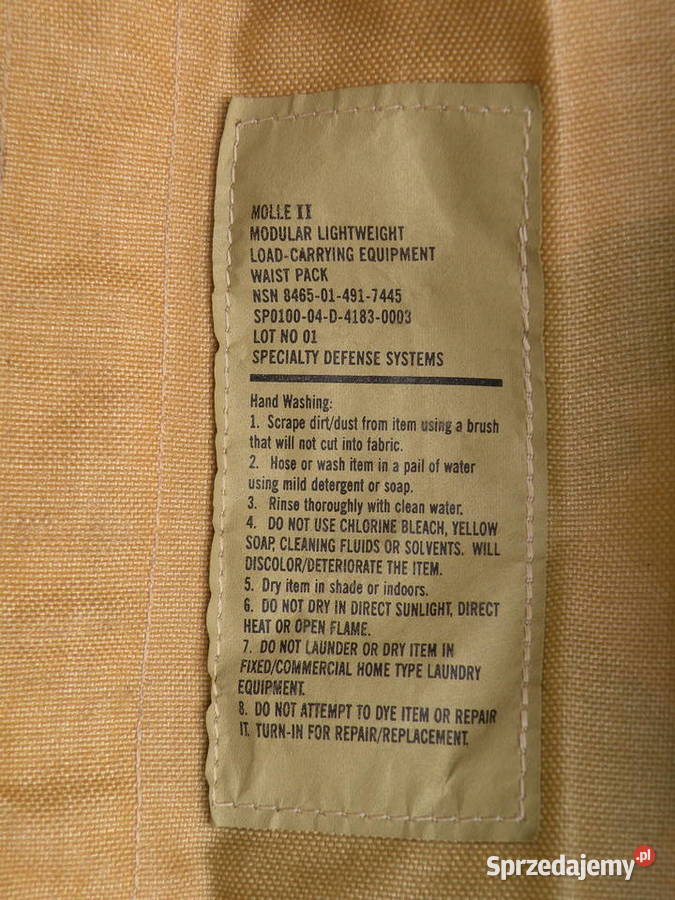 MOLLE II
MODULAR LIGHTWEIGHT
LOAD-CARRYING EQUIPMENT
WAIST PACK
NSN 8465-01-491-7445
SP0100-04-D-4183-0003
LOT NO 01
SPECIALTY DEFENSE SYSTEMS
Hand Washing:
1. Scrape dirt/dust from item using a brush
that will not cut into fabric.
2. Hose or wash item in a pail of water
using mild detergent or soap.
3. Rinse thoroughly with clean water.
4. DO NOT USE CHLORINE BLEACH, YELLOW
SOAP, CLEANING FLUIDS OR SOLVENTS. WILL
DISCOLOR/DETERIORATE THE ITEM.
5. Dry item in shade or indoors.
6. DO NOT DRY IN DIRECT SUNLIGHT, DIRECT
HEAT OR OPEN FLAME.
7. DO NOT LAUNDER OR DRY ITEM IN
FIXED/COMMERCIAL HOME TYPE LAUNDRY
EQUIPMENT.
8. DO NOT ATTEMPT TO DYE ITEM OR REPAIR
IT. TURN-IN FOR REPAIR/REPLACEMENT.
Sprzedajemy.pl